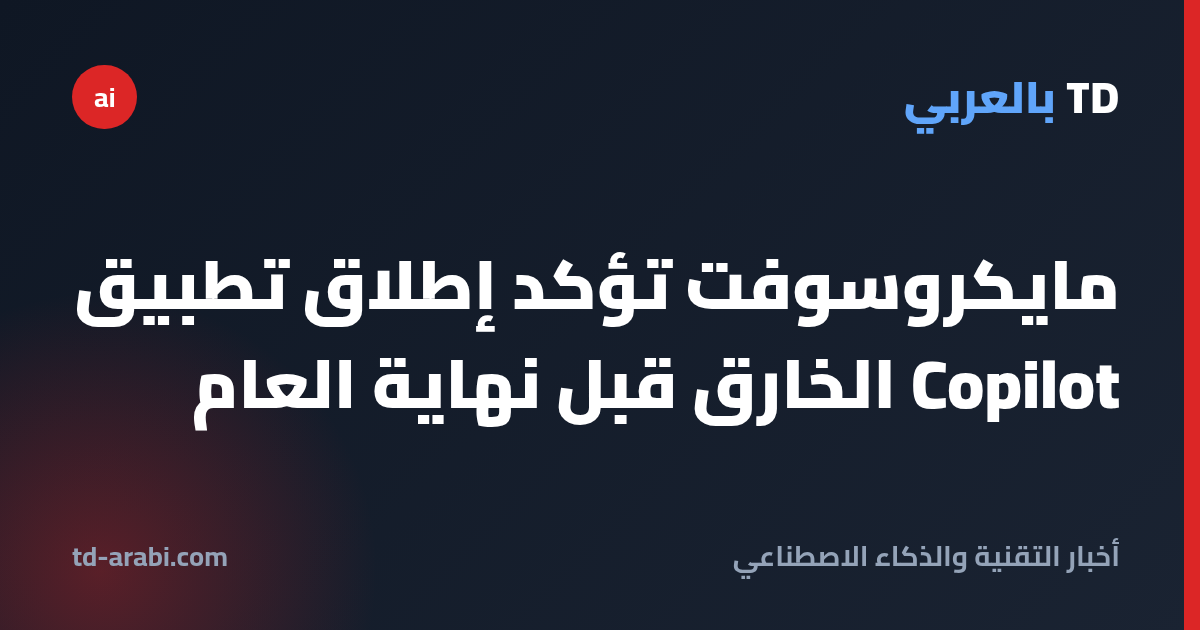 TD بالعربي
ai
مايكروسوفت تؤكد إطلاق تطبيق
Copilot الخارق قبل نهاية العام
أخبار التقنية والذكاء الاصطناعي
td-arabi.com